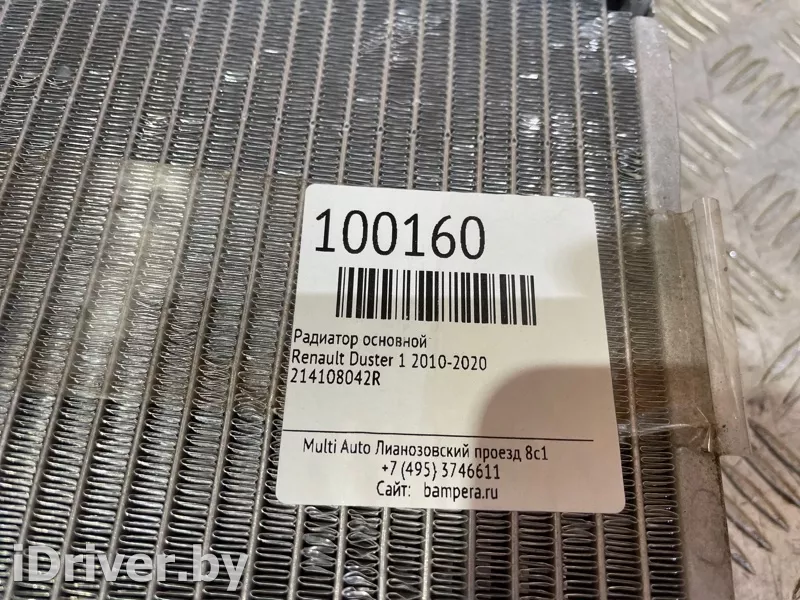 100160
Радиатор основной
Renault Duster 1 2010-2020
214108042R
Multi Auto Лианозовский проезд 8с1
+7 (495) 3746611
Сайт: bampera.ru
iDriver.by